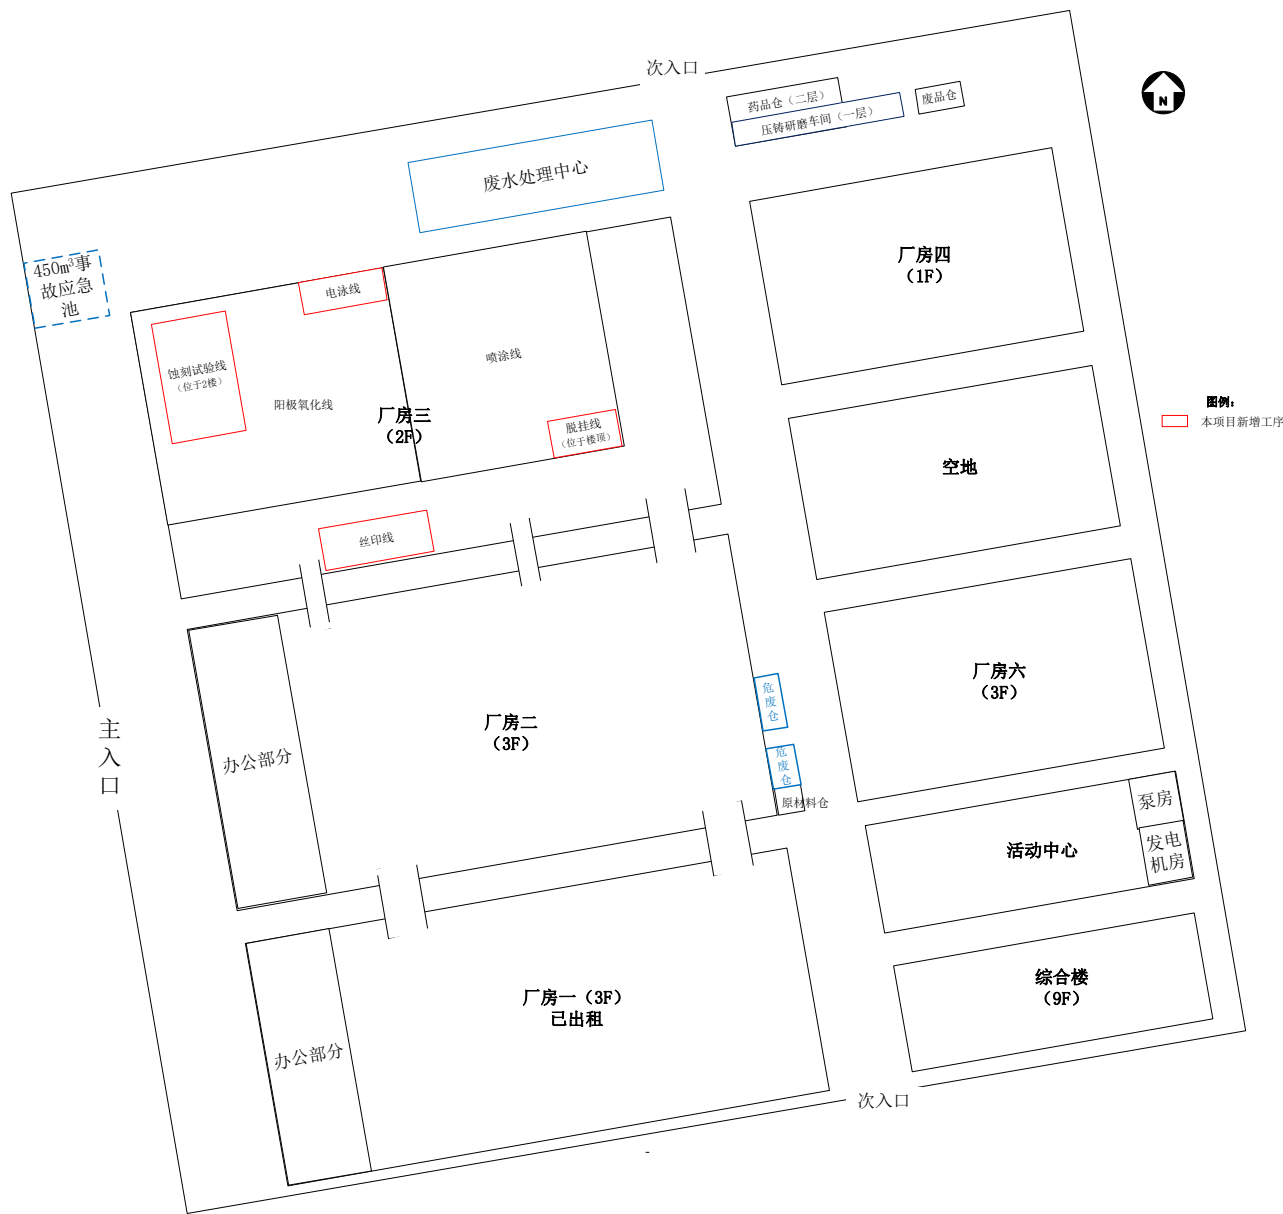 次入口
药品仓（二层）
压铸研磨车间（一层）
废品仓
N
废水处理中心
450m³事
故应急
池
电泳线
蚀刻试验线
（位于2楼）
阳极氧化线
喷涂线
厂房三
（2F）
脱挂线
（位于楼顶）
丝印线
厂房四
（1F）
图例：
本项目新增工序
空地
厂房六
（3F）
主
入
口
办公部分
厂房二
（3F）
危
废
仓
危
废
仓
原材料仓
泵房
发电
机房
活动中心
综合楼
（9F）
厂房一（3F）
已出租
办公部分
次入口
-